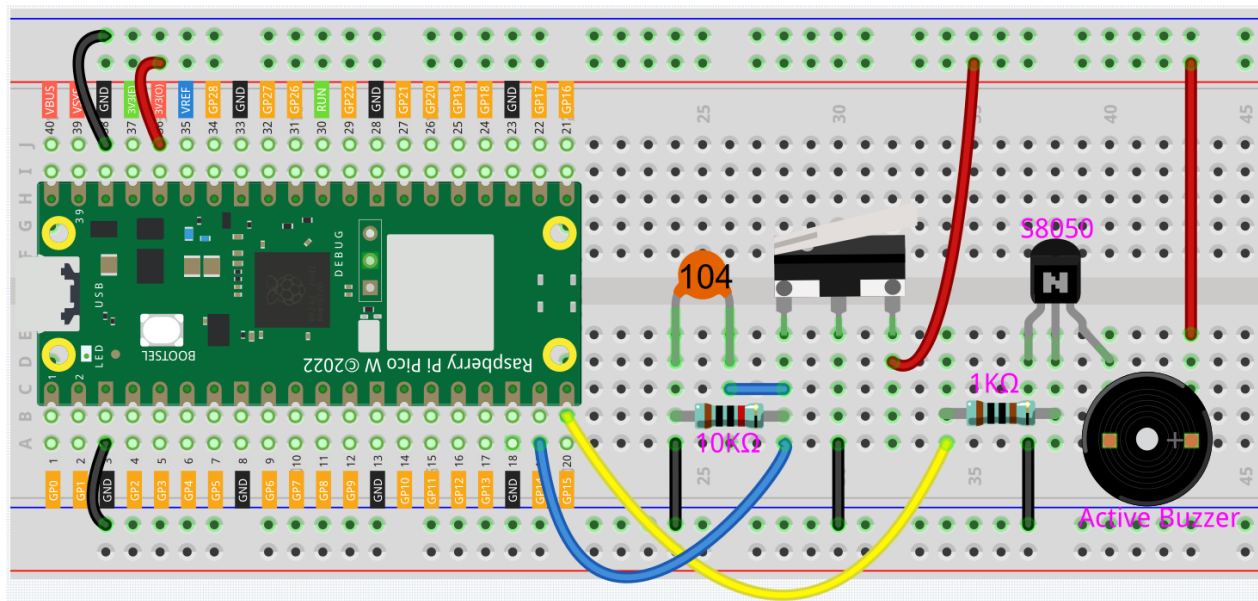 VBUS VSYS GND 3V3(E) 3V3(O) VREF GP28 GND GP27 GP26 RUN GP22 GND GP21 GP20 GP19 GP18 GND GP17 GP16
40 39 38 37 36 35 34 33 32 31 30 29 28 27 26 25 24 23 22 21
25 30 35 40 45
J
I
H
G
F
E
D
C
B
A
39
DEBUG
USB
LED
BOOTSEL
Raspberry Pi Pico W ©2022
1 2
104
S8050
10KΩ
1KΩ
+
Active Buzzer
1 2 3 4 5 6 7 8 9 10 11 12 13 14 15 16 17 18 19 20
GP0 GP1 GND GP2 GP3 GP4 GP5 GND GP6 GP7 GP8 GP9 GND GP10 GP11 GP12 GP13 GND GP14 GP15
25 35 45